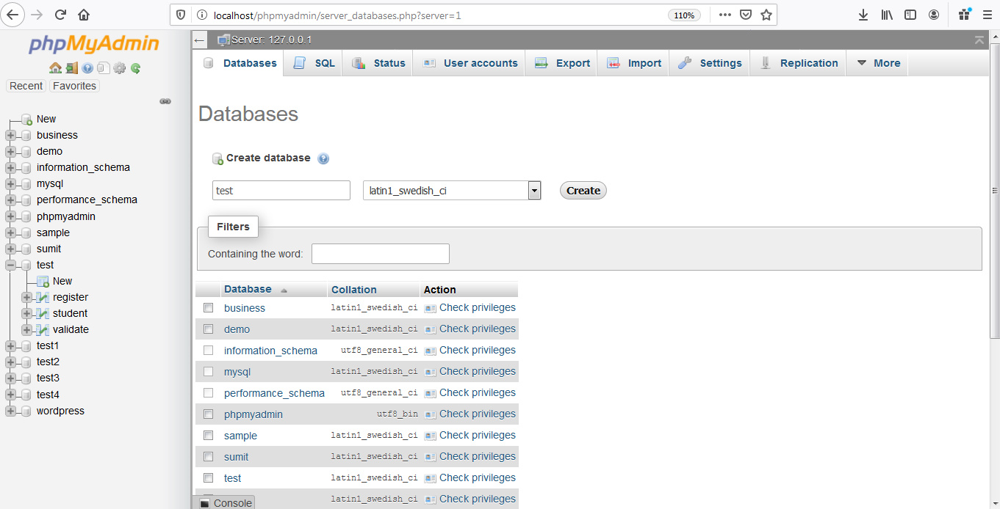 localhost/phpmyadmin/server_databases.php?server=1
110%
phpMyAdmin
Recent
Favorites
New
business
demo
information_schema
mysql
performance_schema
phpmyadmin
sample
sumit
test
New
register
student
validate
test1
test2
test3
test4
wordpress
Server: 127.0.0.1
Databases SQL Status User accounts Export Import Settings Replication More
Databases
Create database
test latin1_swedish_ci Create
Filters
Containing the word:
Database Collation Action
business latin1_swedish_ci Check privileges
demo latin1_swedish_ci Check privileges
information_schema utf8_general_ci Check privileges
mysql latin1_swedish_ci Check privileges
performance_schema utf8_general_ci Check privileges
phpmyadmin utf8_bin Check privileges
sample latin1_swedish_ci Check privileges
sumit latin1_swedish_ci Check privileges
test latin1_swedish_ci Check privileges
latin1_swedish_ci Check privileges
Console